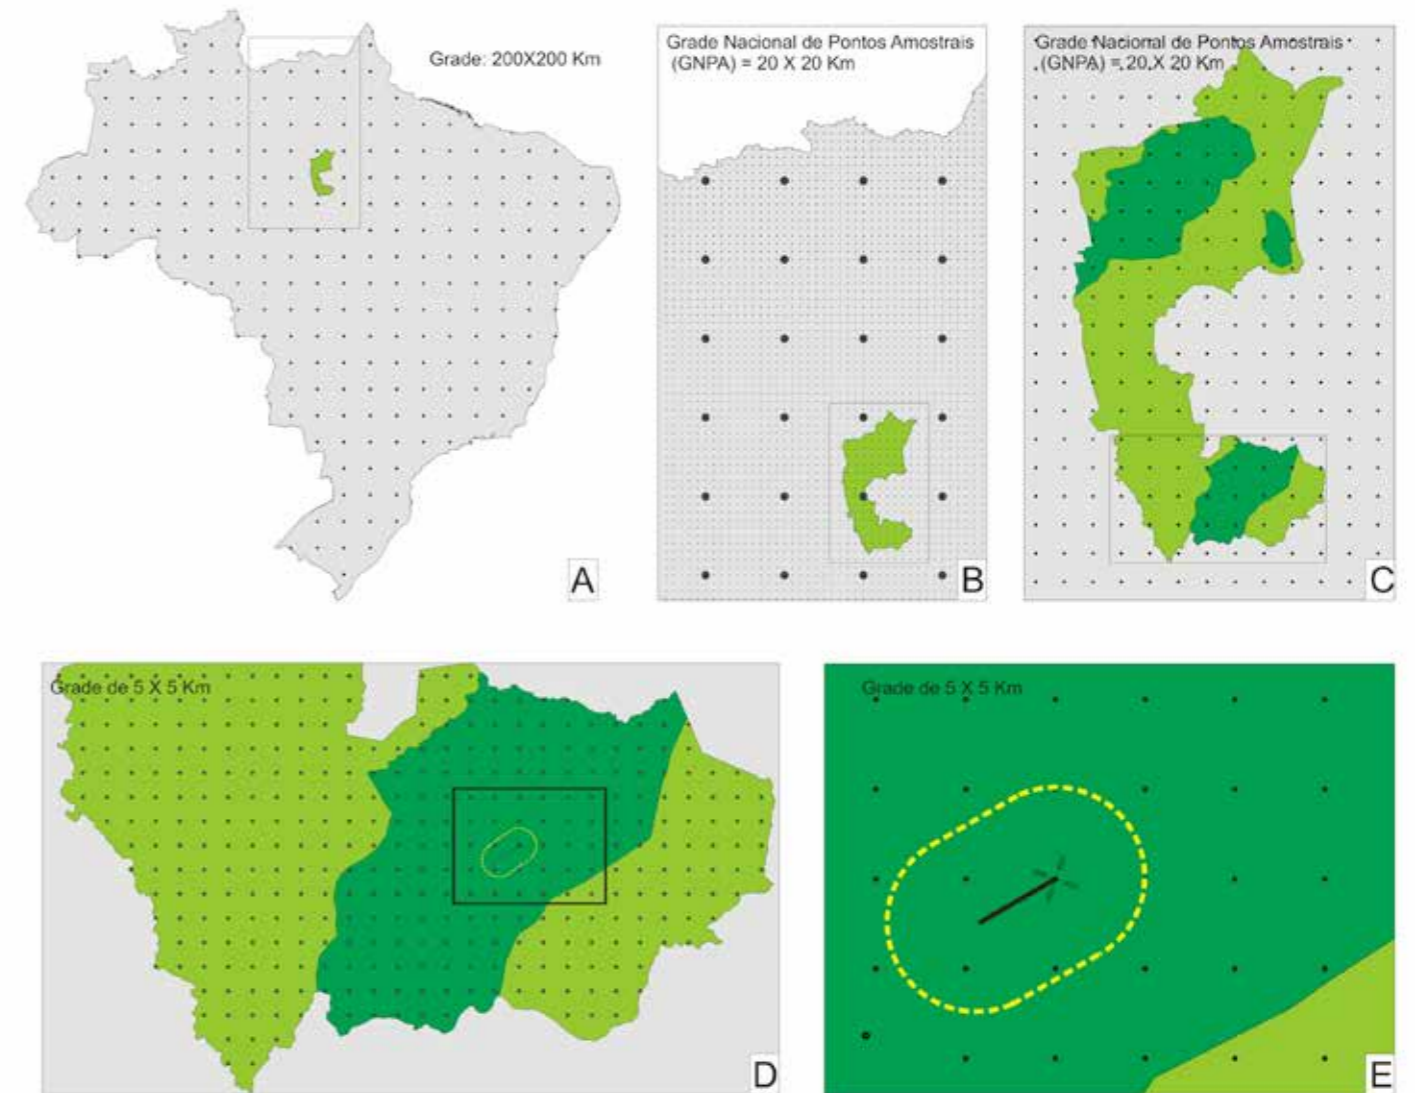 Grade: 200X200 Km
A
Grade Nacional de Pontos Amostrais
(GNPA) = 20 X 20 Km
B
Grade Nacional de Pontos Amostrais
(GNPA) = 20 X 20 Km
C
Grade de 5 X 5 Km
D
Grade de 5 X 5 Km
E